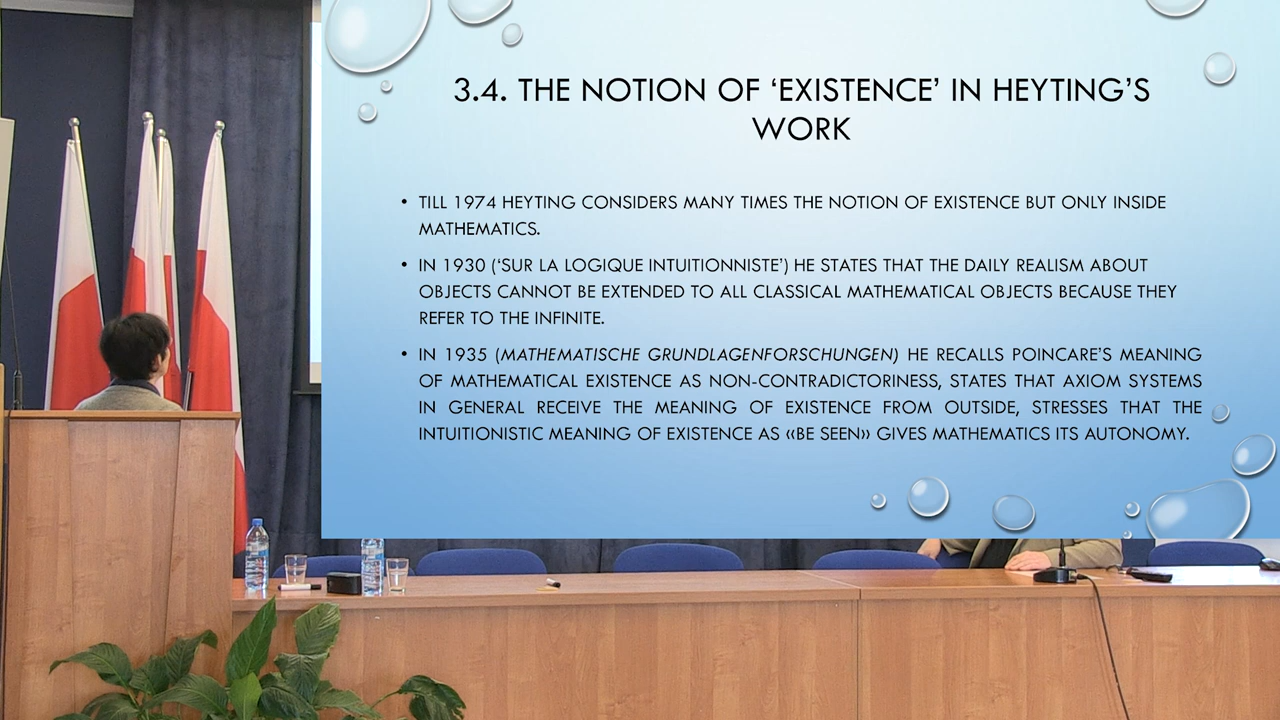 3.4. THE NOTION OF ‘EXISTENCE’ IN HEYTING’S
WORK
• TILL 1974 HEYTING CONSIDERS MANY TIMES THE NOTION OF EXISTENCE BUT ONLY INSIDE
MATHEMATICS.
• IN 1930 (‘SUR LA LOGIQUE INTUITIONNISTE’) HE STATES THAT THE DAILY REALISM ABOUT
OBJECTS CANNOT BE EXTENDED TO ALL CLASSICAL MATHEMATICAL OBJECTS BECAUSE THEY
REFER TO THE INFINITE.
• IN 1935 (MATHEMATISCHE GRUNDLAGENFORSCHUNGEN) HE RECALLS POINCARE’S MEANING
OF MATHEMATICAL EXISTENCE AS NON-CONTRADICTORINESS, STATES THAT AXIOM SYSTEMS
IN GENERAL RECEIVE THE MEANING OF EXISTENCE FROM OUTSIDE, STRESSES THAT THE
INTUITIONISTIC MEANING OF EXISTENCE AS «BE SEEN» GIVES MATHEMATICS ITS AUTONOMY.